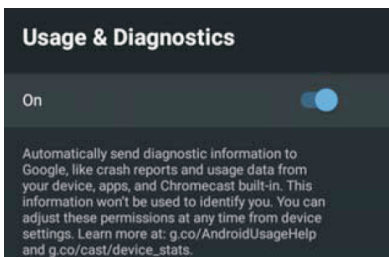 Usage & Diagnostics
On
Automatically send diagnostic information to
Google, like crash reports and usage data from
your device, apps, and Chromecast built-in. This
information won't be used to identify you. You can
adjust these permissions at any time from device
settings. Learn more at: g.co/AndroidUsageHelp
and g.co/cast/device_stats.